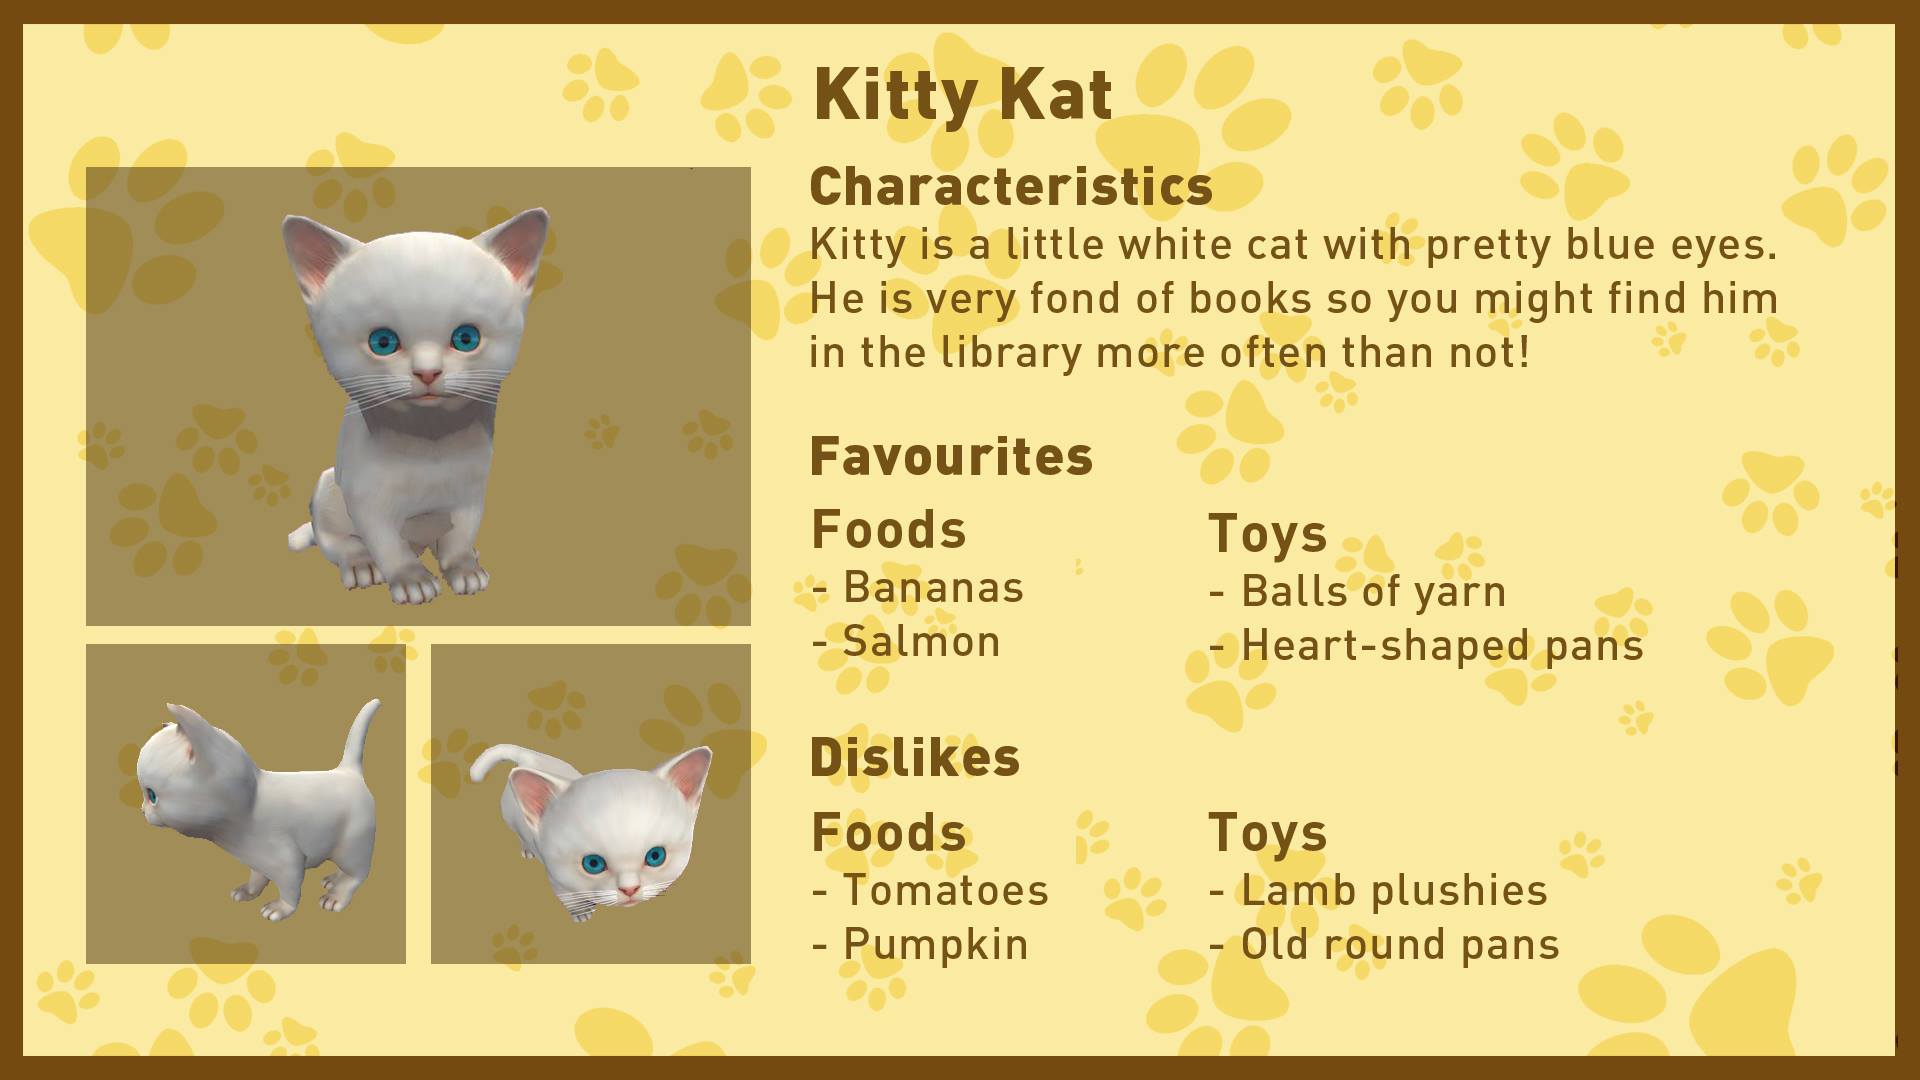 Kitty Kat
Characteristics
Kitty is a little white cat with pretty blue eyes.
He is very fond of books so you might find him
in the library more often than not!
Favourites
Foods
- Bananas
- Salmon
Toys
- Balls of yarn
- Heart-shaped pans
Dislikes
Foods
- Tomatoes
- Pumpkin
Toys
- Lamb plushies
- Old round pans